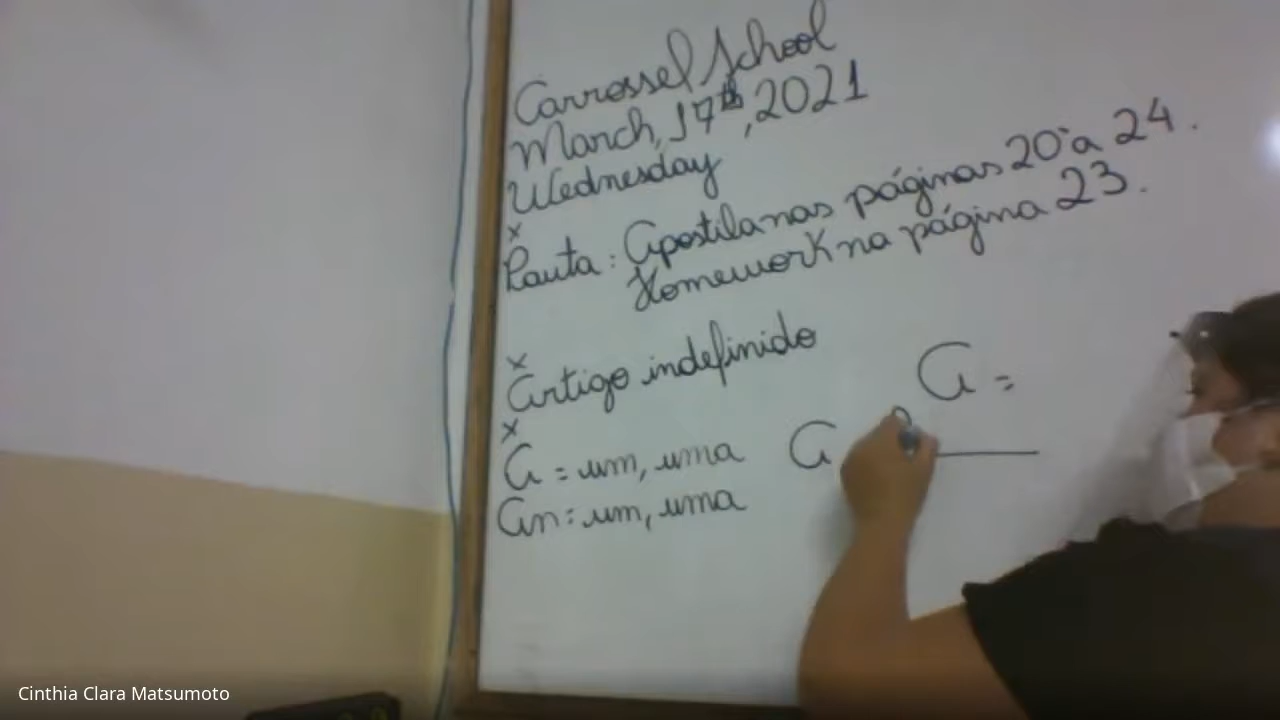 Carrossel School
March, 17th, 2021
Wednesday
x
Pauta: Apostila nas páginas 20 a 24.
Homework na página 23.
x
Artigo indefinido
x
A =
A = um, uma A
An = um, uma
Cinthia Clara Matsumoto